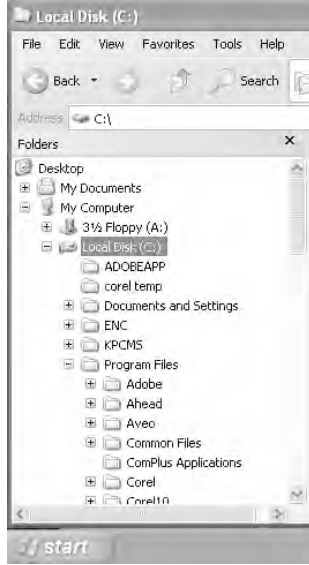 Local Disk (C:)
File Edit View Favorites Tools Help
Back Search
Address C:\
Folders
Desktop
My Documents
My Computer
3½ Floppy (A:)
Local Disk (C:)
ADOBEAPP
corel temp
Documents and Settings
ENC
KPCMS
Program Files
Adobe
Ahead
Aveo
Common Files
ComPlus Applications
Corel
Corel10
start